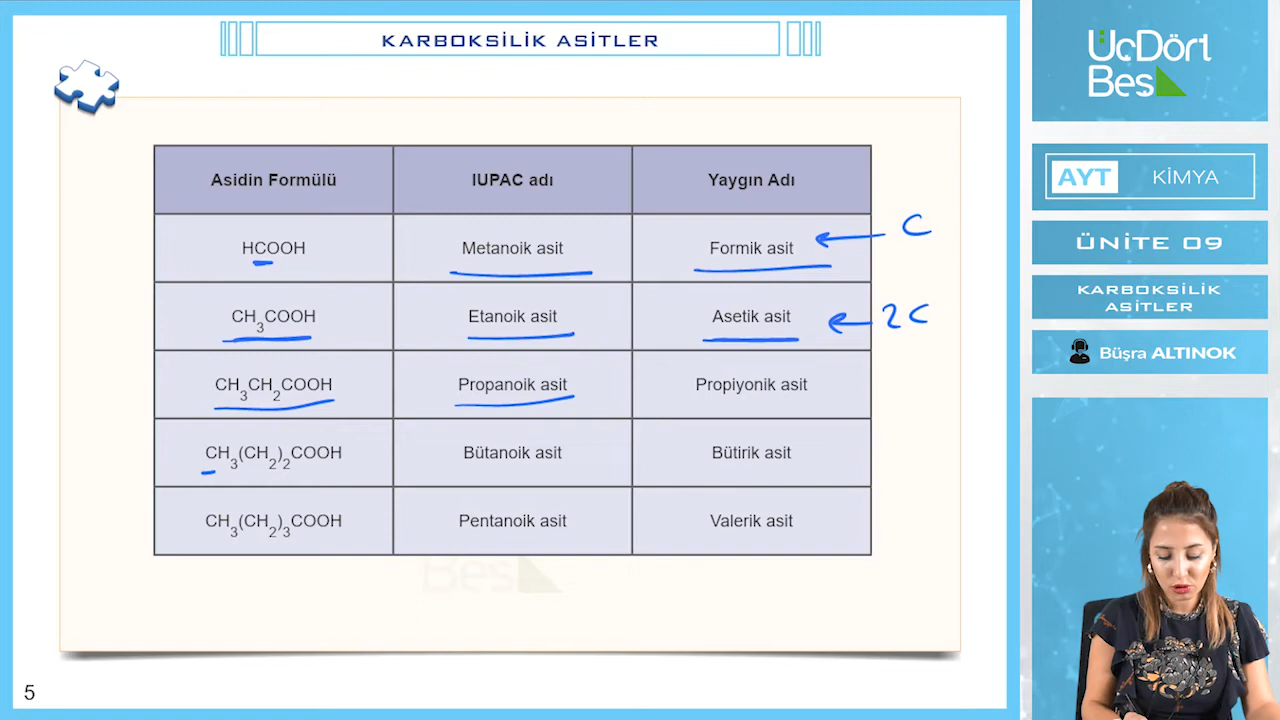 KARBOKSİLİK ASİTLER
Asidin Formülü IUPAC adı Yaygın Adı
HCOOH Metanoik asit Formik asit C
CH3COOH Etanoik asit Asetik asit 2C
CH3CH2COOH Propanoik asit Propiyonik asit
CH3(CH2)2COOH Bütanoik asit Bütirik asit
CH3(CH2)3COOH Pentanoik asit Valerik asit
Beş
5
ÜçDört
Beş
AYT KİMYA
ÜNİTE 09
KARBOKSİLİK
ASİTLER
Büşra ALTINOK